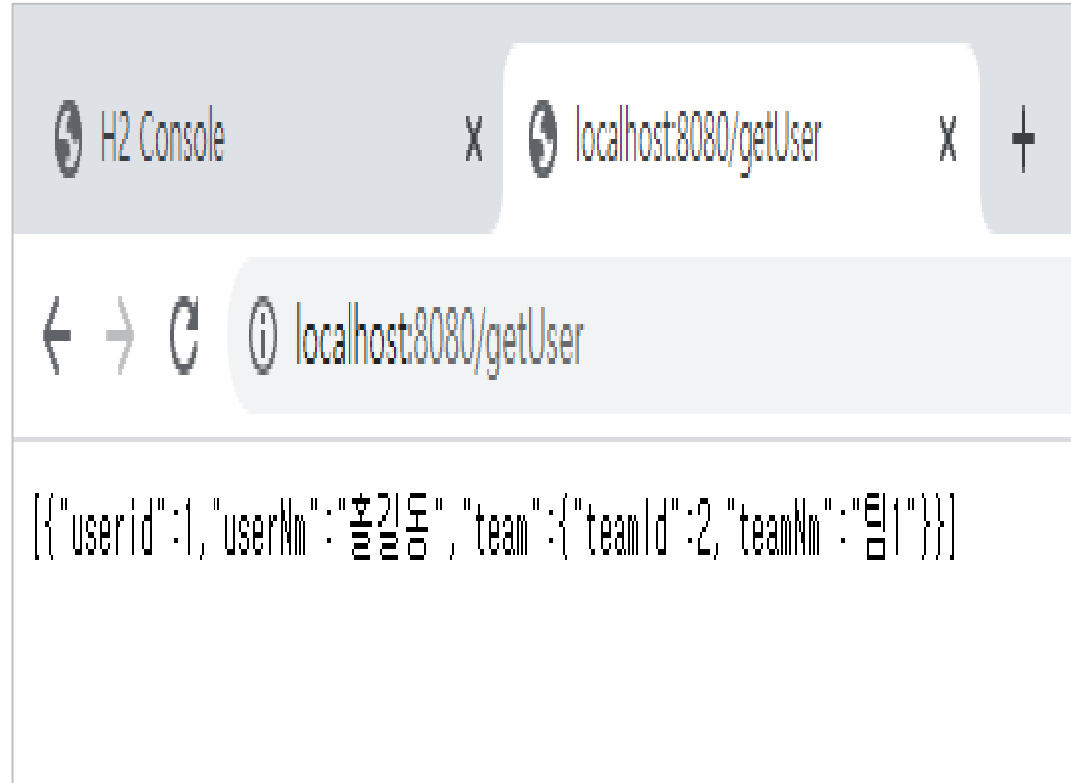 H2 Console
localhost:8080/getUser
localhost:8080/getUser
[{"userid":1,"userNm":"홍길동","team":{"teamId":2,"teamNm":"팀1"}}]